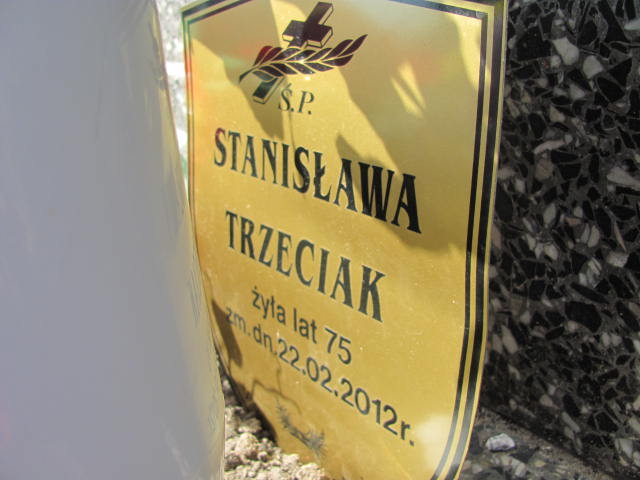 Ś.P.
STANISŁAWA
TRZECIAK
żyła lat 75
zm.dn.22.02.2012r.